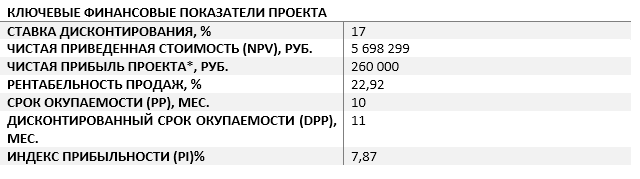 КЛЮЧЕВЫЕ ФИНАНСОВЫЕ ПОКАЗАТЕЛИ ПРОЕКТА
СТАВКА ДИСКОНТИРОВАНИЯ, % 17
ЧИСТАЯ ПРИВЕДЕННАЯ СТОИМОСТЬ (NPV), РУБ. 5 698 299
ЧИСТАЯ ПРИБЫЛЬ ПРОЕКТА*, РУБ. 260 000
РЕНТАБЕЛЬНОСТЬ ПРОДАЖ, % 22,92
СРОК ОКУПАЕМОСТИ (PP), МЕС. 10
ДИСКОНТИРОВАННЫЙ СРОК ОКУПАЕМОСТИ (DPP), 11
МЕС.
ИНДЕКС ПРИБЫЛЬНОСТИ (PI)% 7,87